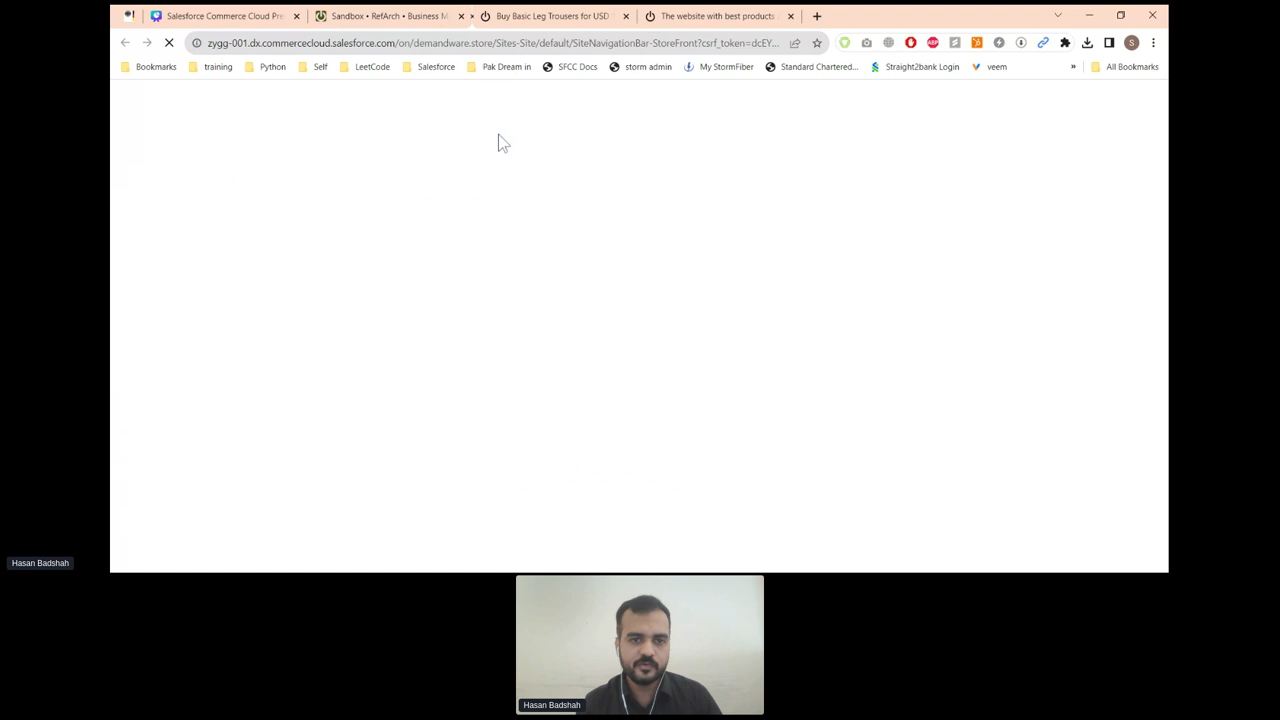 Salesforce Commerce Cloud Pre
Sandbox • RefArch • Business M
Buy Basic Leg Trousers for USD
The website with best products
zygg-001.dx.commercecloud.salesforce.com/on/demandware.store/Sites-Site/default/SiteNavigationBar-StoreFront?csrf_token=dcEY...
S
Bookmarks training Python Self LeetCode Salesforce Pak Dream in SFCC Docs storm admin My StormFiber Standard Chartered... Straight2bank Login veem » All Bookmarks
Hasan Badshah
Hasan Badshah